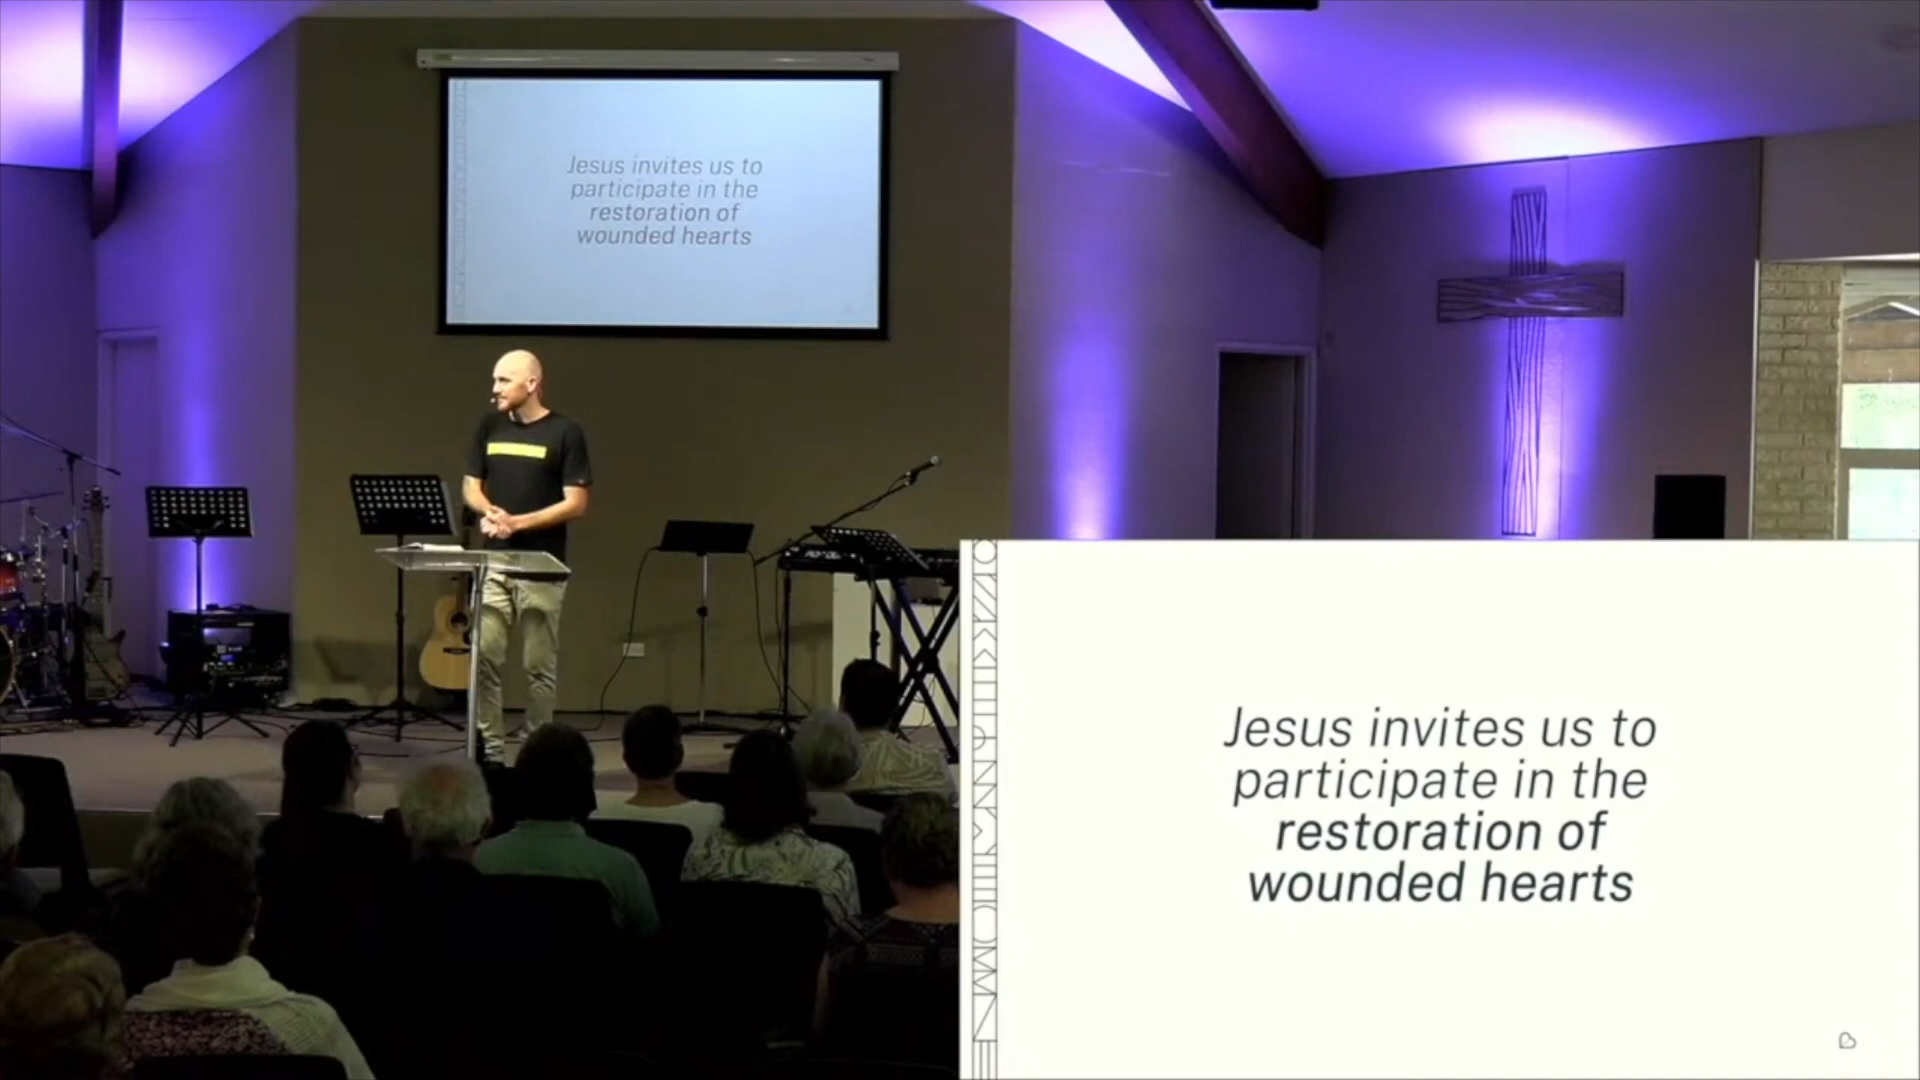 Jesus invites us to
participate in the
restoration of
wounded hearts
Jesus invites us to
participate in the
restoration of
wounded hearts